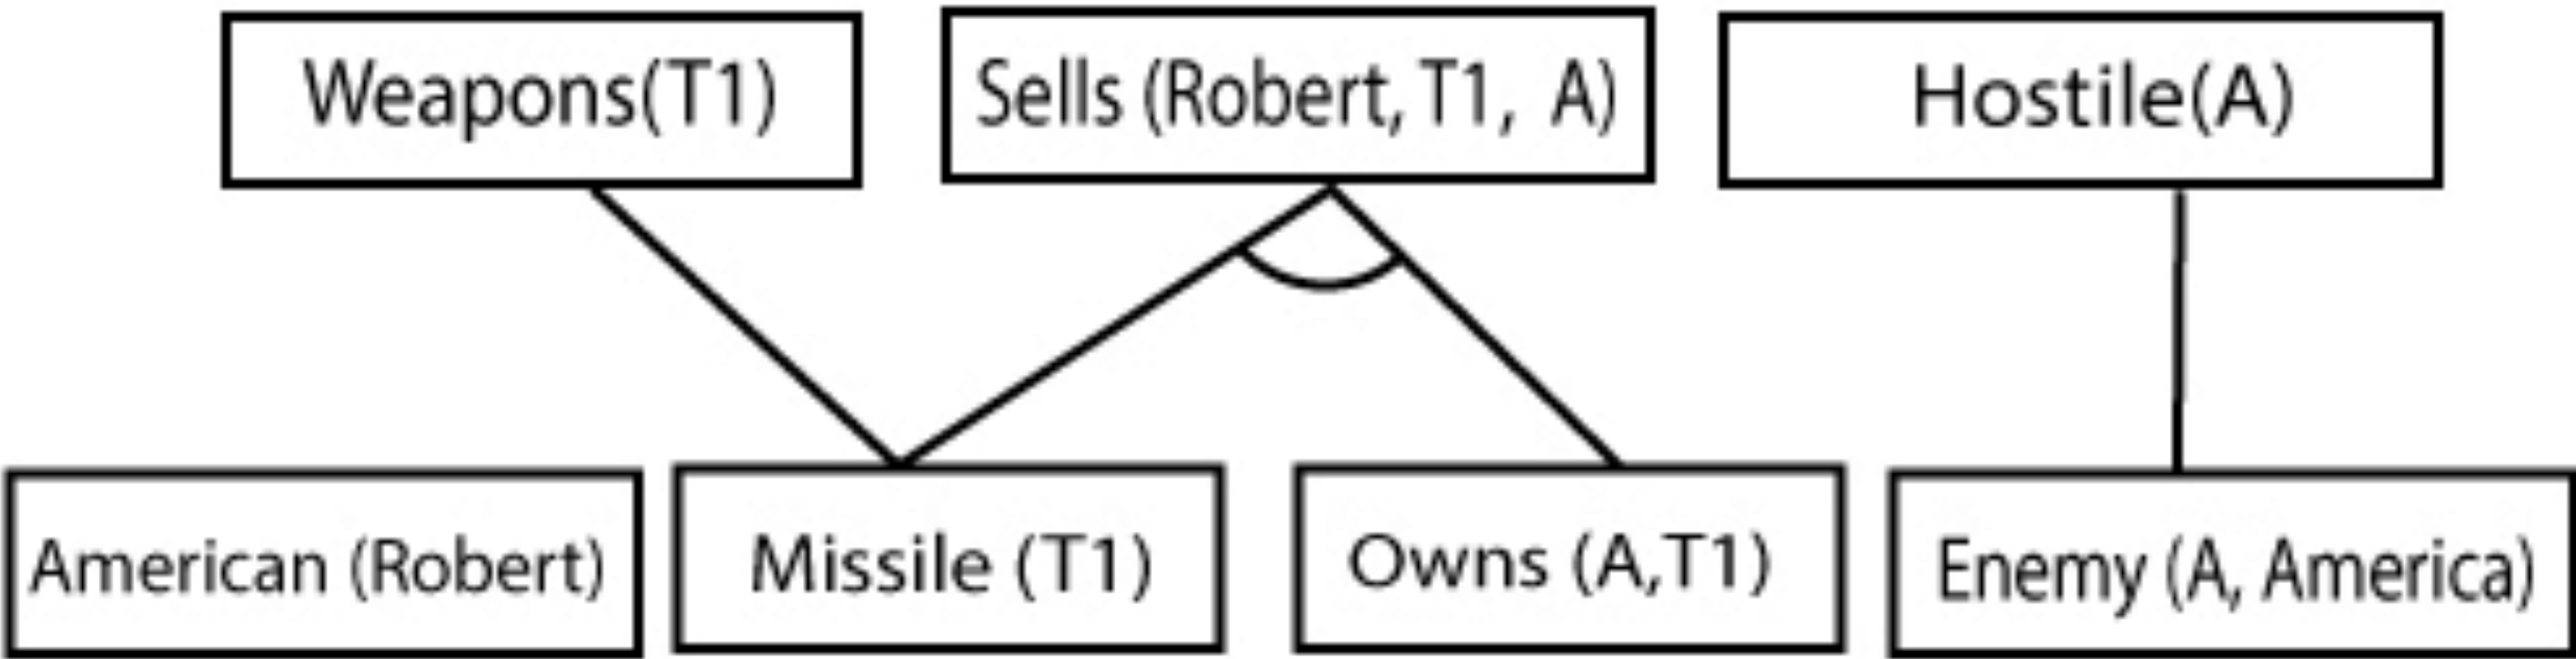 Weapons(T1)
Sells (Robert, T1, A)
Hostile(A)
American (Robert)
Missile (T1)
Owns (A,T1)
Enemy (A, America)